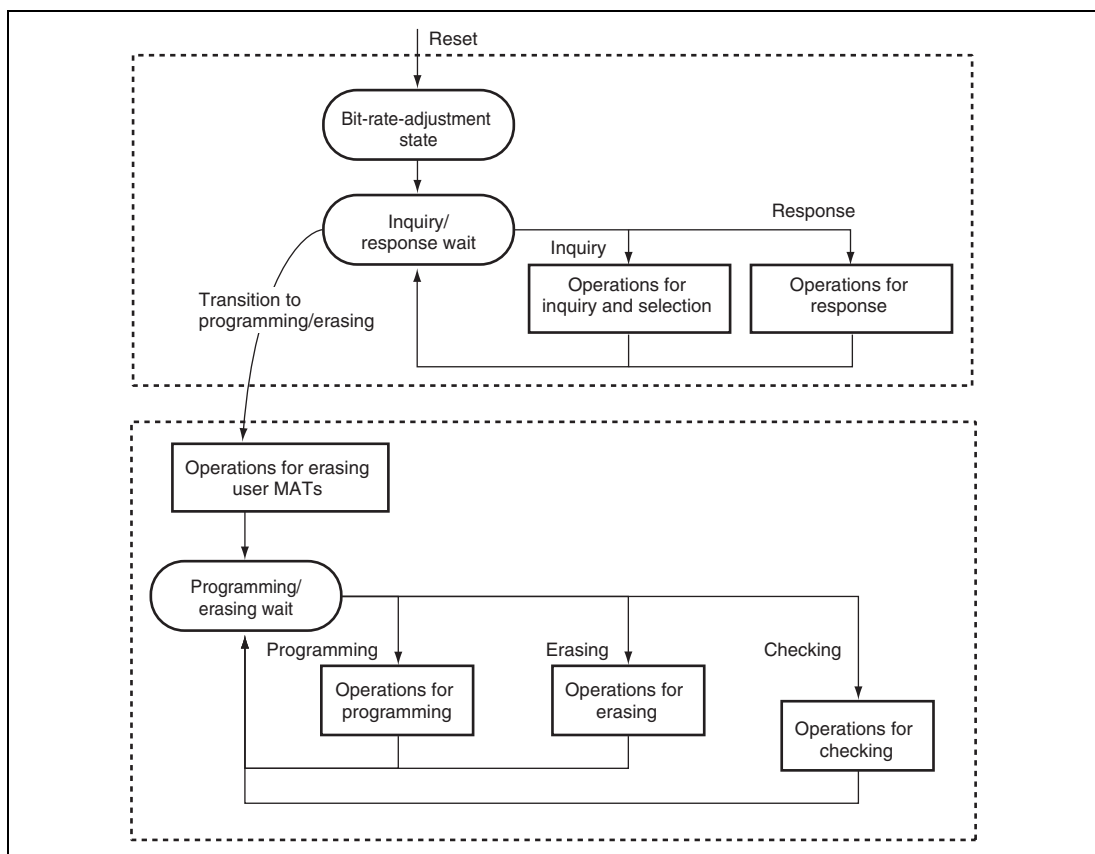 Reset
Bit-rate-adjustment
state
Inquiry/
response wait
Response
Inquiry
Operations for
inquiry and selection
Operations for
response
Transition to
programming/erasing
Operations for erasing
user MATs
Programming/
erasing wait
Programming
Erasing
Checking
Operations for
programming
Operations for
erasing
Operations for
checking